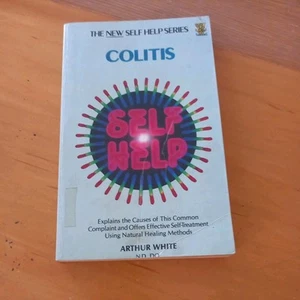 THE NEW SELF HELP SERIES
COLITIS
SELF
HELP
Explains the Causes of This Common
Complaint and Offers Effective Self-Treatment
Using Natural Healing Methods
ARTHUR WHITE